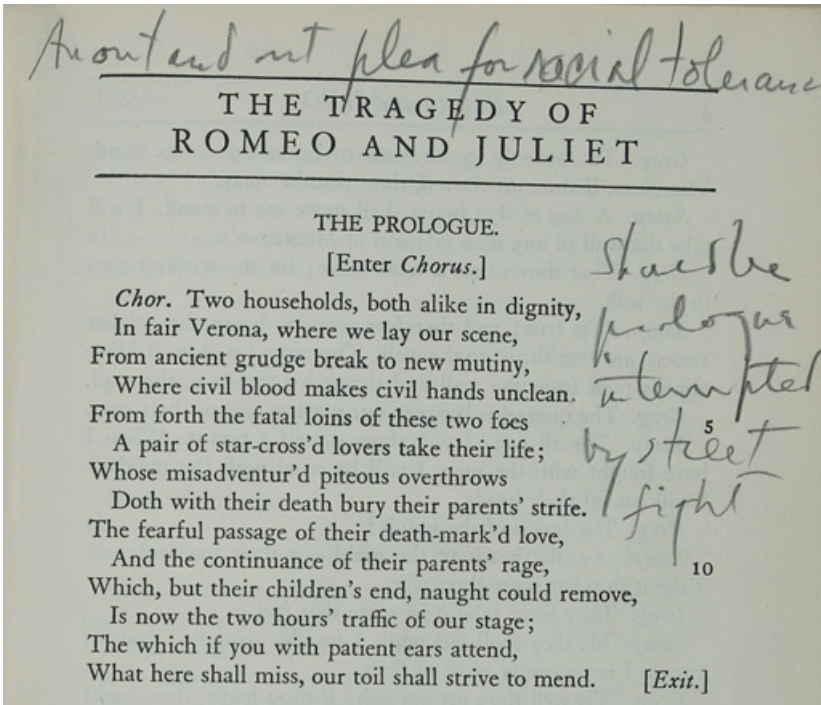 An out and out plea for racial tolerance
THE TRAGEDY OF
ROMEO AND JULIET
THE PROLOGUE.
[Enter Chorus.]
Chor. Two households, both alike in dignity,
In fair Verona, where we lay our scene,
From ancient grudge break to new mutiny,
Where civil blood makes civil hands unclean.
From forth the fatal loins of these two foes 5
A pair of star-cross'd lovers take their life;
Whose misadventur'd piteous overthrows
Doth with their death bury their parents' strife.
The fearful passage of their death-mark'd love,
And the continuance of their parents' rage, 10
Which, but their children's end, naught could remove,
Is now the two hours' traffic of our stage;
The which if you with patient ears attend,
What here shall miss, our toil shall strive to mend. [Exit.]
prologue
by street
fight